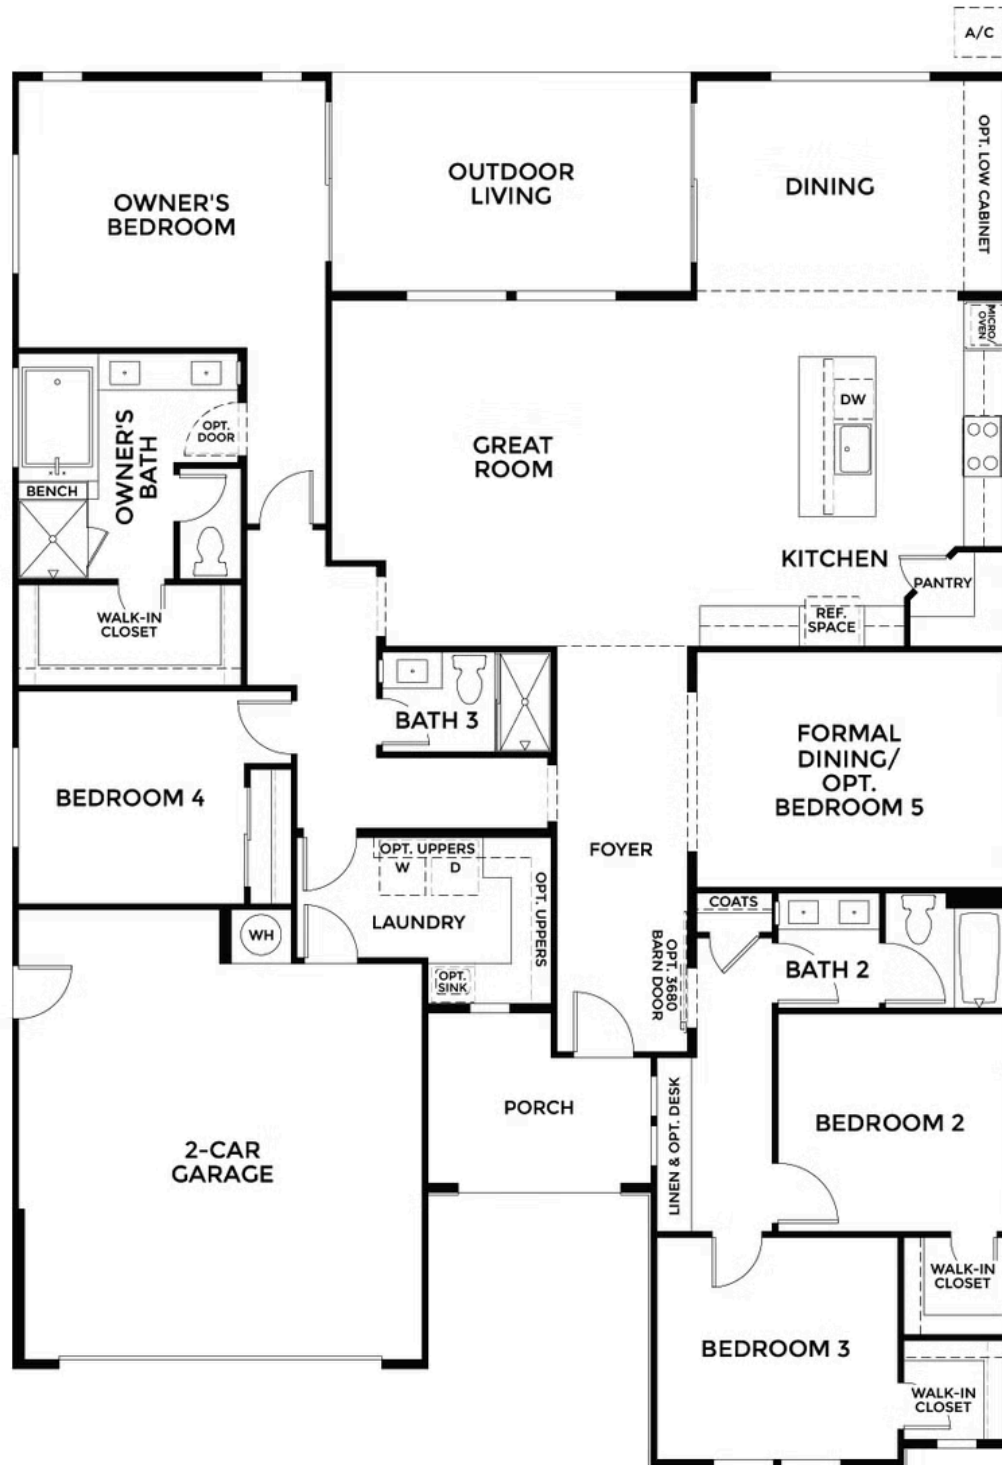 A/C
OWNER'S
BEDROOM
OUTDOOR
LIVING
DINING
OPT. LOW CABINET
MICRO/
OVEN
OPT.
DOOR
OWNER'S
BATH
BENCH
GREAT
ROOM
DW
KITCHEN
PANTRY
REF.
SPACE
WALK-IN
CLOSET
BATH 3
FORMAL
DINING/
OPT.
BEDROOM 5
BEDROOM 4
FOYER
OPT. UPPERS
W
D
OPT. UPPERS
LAUNDRY
WH
OPT.
SINK
COATS
OPT. 3680
BARN DOOR
BATH 2
PORCH
LINEN & OPT. DESK
BEDROOM 2
2-CAR
GARAGE
WALK-IN
CLOSET
BEDROOM 3
WALK-IN
CLOSET